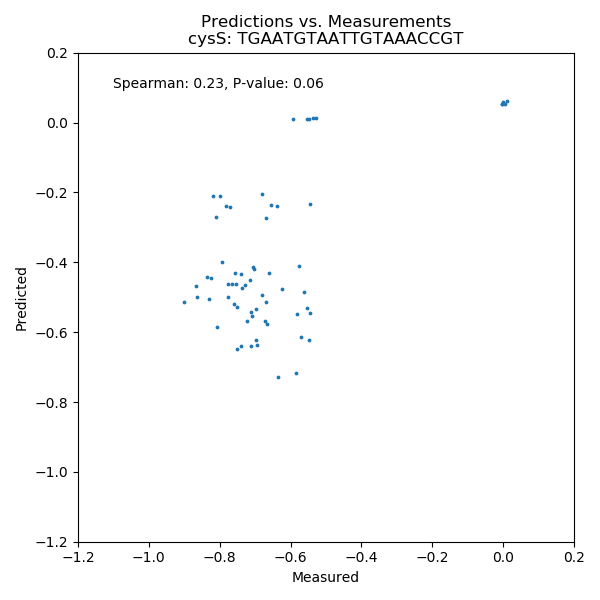 Predictions vs. Measurements
cysS: TGAATGTAATTGTAAACCGT
Spearman: 0.23, P-value: 0.06
0.2
0.0
−0.2
−0.4
−0.6
−0.8
−1.0
−1.2
Predicted
−1.2 −1.0 −0.8 −0.6 −0.4 −0.2 0.0 0.2
Measured